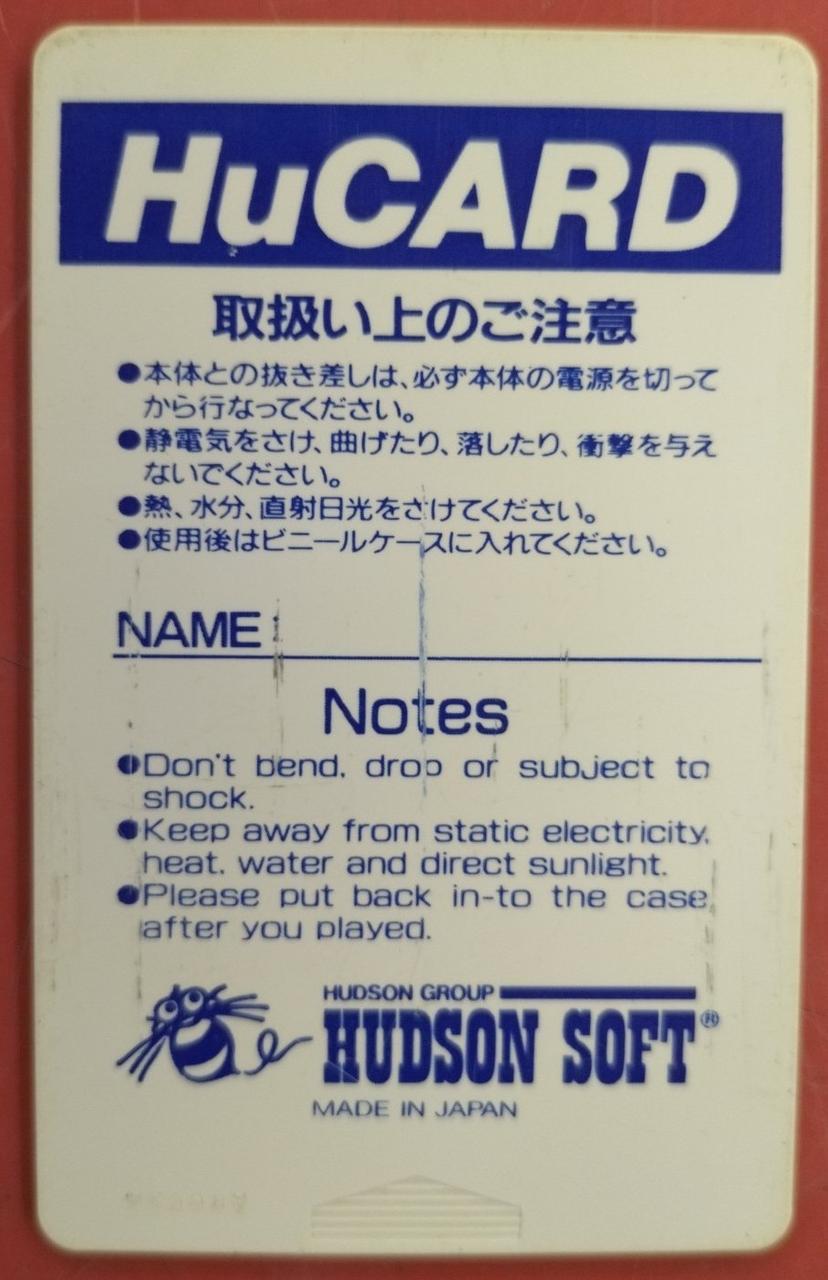 HuCARD
取扱い上のご注意
●本体との抜き差しは、必ず本体の電源を切って
から行なってください。
●静電気をさけ、曲げたり、落したり、衝撃を与え
ないでください。
●熱、水分、直射日光をさけてください。
●使用後はビニールケースに入れてください。
NAME:
Notes
●Don't bend, drop or subject to
shock.
●Keep away from static electricity,
heat, water and direct sunlight.
●Please put back in-to the case
after you played.
HUDSON GROUP
HUDSON SOFT®
MADE IN JAPAN